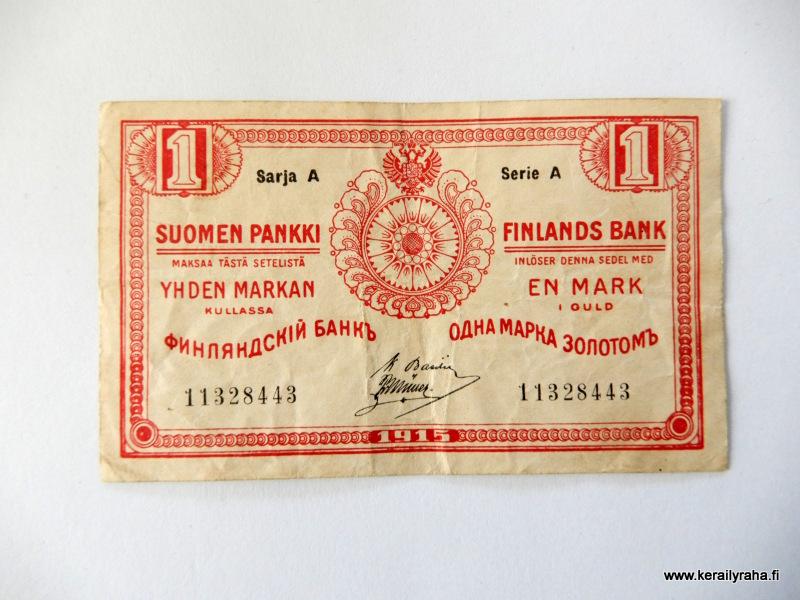 1 1
Sarja A Serie A
SUOMEN PANKKI FINLANDS BANK
MAKSAA TÄSTÄ SETELISTÄ INLÖSER DENNA SEDEL MED
YHDEN MARKAN EN MARK
KULLASSA I GULD
ФИНЛЯНДСКІЙ БАНКЪ ОДНА МАРКА ЗОЛОТОМЪ
11328443 11328443
1915
www.kerailyraha.fi